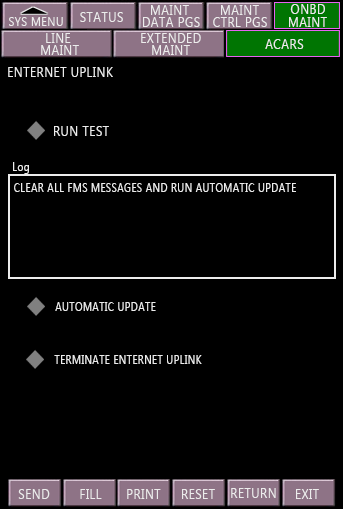 SYS MENU
STATUS
MAINT
DATA PGS
MAINT
CTRL PGS
ONBD
MAINT
LINE
MAINT
EXTENDED
MAINT
ACARS
ENTERNET UPLINK
RUN TEST
Log
CLEAR ALL FMS MESSAGES AND RUN AUTOMATIC UPDATE
AUTOMATIC UPDATE
TERMINATE ENTERNET UPLINK
SEND
FILL
PRINT
RESET
RETURN
EXIT